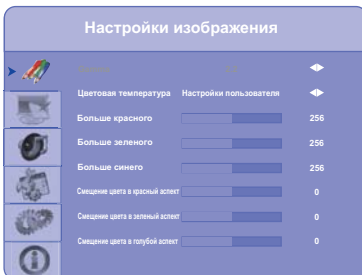 Настройки изображения
Цветовая температура Настройки пользователя
Больше красного 256
Больше зеленого 256
Больше синего 256
Смещение цвета в красный аспект 0
Смещение цвета в зеленый аспект 0
Смещение цвета в голубой аспект 0